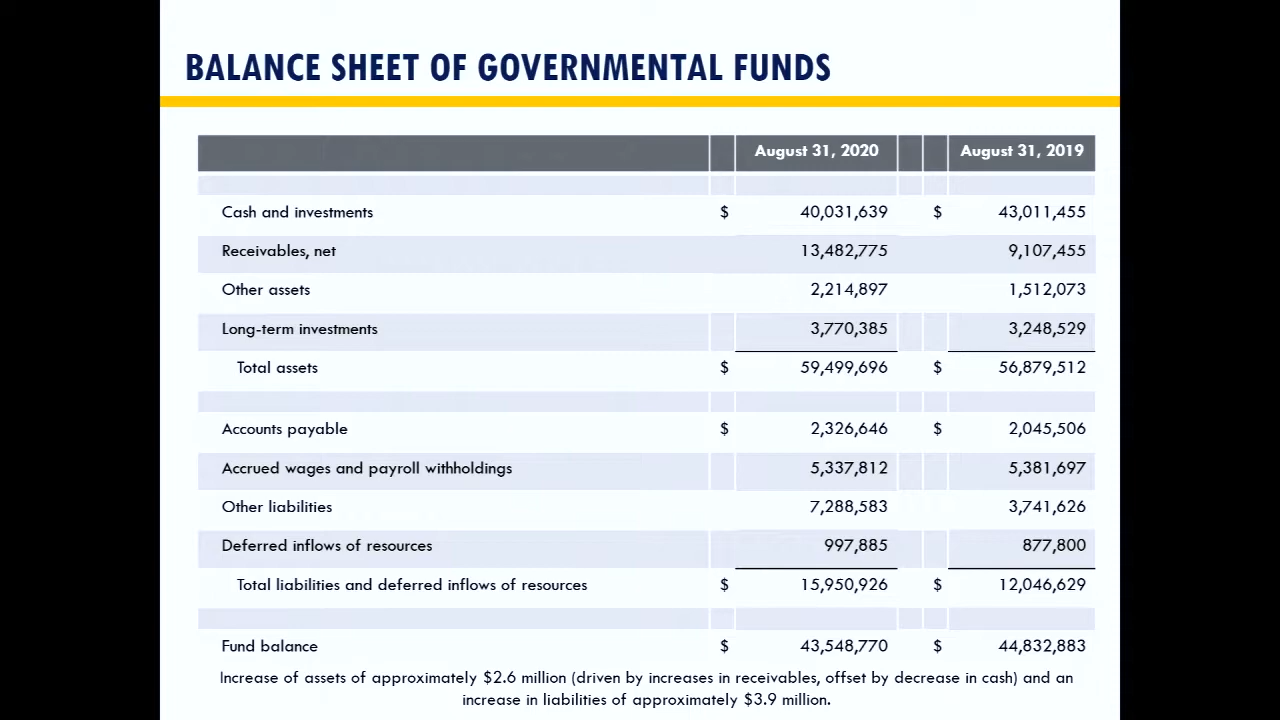 BALANCE SHEET OF GOVERNMENTAL FUNDS
August 31, 2020 August 31, 2019
Cash and investments $ 40,031,639 $ 43,011,455
Receivables, net 13,482,775 9,107,455
Other assets 2,214,897 1,512,073
Long-term investments 3,770,385 3,248,529
Total assets $ 59,499,696 $ 56,879,512
Accounts payable $ 2,326,646 $ 2,045,506
Accrued wages and payroll withholdings 5,337,812 5,381,697
Other liabilities 7,288,583 3,741,626
Deferred inflows of resources 997,885 877,800
Total liabilities and deferred inflows of resources $ 15,950,926 $ 12,046,629
Fund balance $ 43,548,770 $ 44,832,883
Increase of assets of approximately $2.6 million (driven by increases in receivables, offset by decrease in cash) and an
increase in liabilities of approximately $3.9 million.